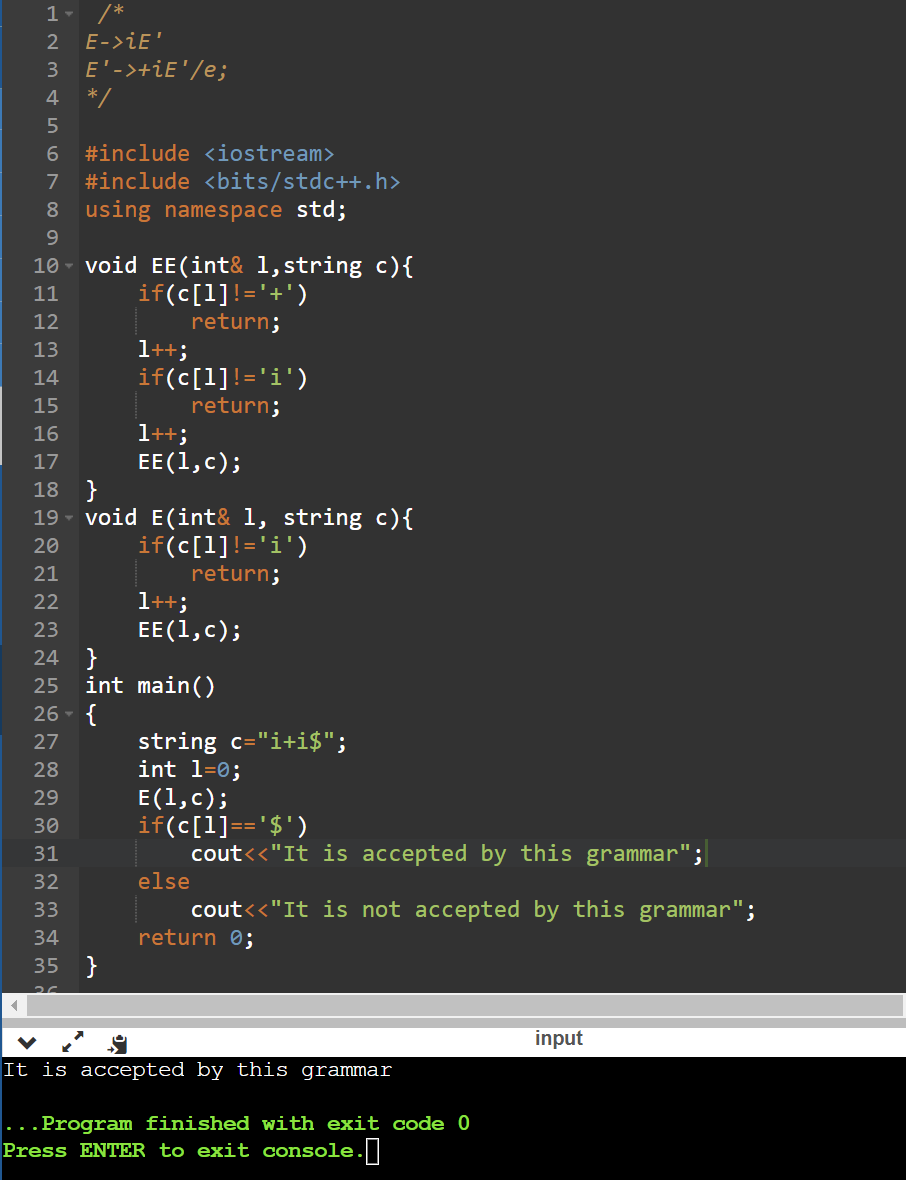 1 /*
2 E->iE'
3 E'->+iE'/e;
4 */
5
6 #include <iostream>
7 #include <bits/stdc++.h>
8 using namespace std;
9
10 void EE(int& l,string c){
11 if(c[l]!='+')
12 return;
13 l++;
14 if(c[l]!='i')
15 return;
16 l++;
17 EE(l,c);
18 }
19 void E(int& l, string c){
20 if(c[l]!='i')
21 return;
22 l++;
23 EE(l,c);
24 }
25 int main()
26 {
27 string c="i+i$";
28 int l=0;
29 E(l,c);
30 if(c[l]=='$')
31 cout<<"It is accepted by this grammar";
32 else
33 cout<<"It is not accepted by this grammar";
34 return 0;
35 }
36
input
It is accepted by this grammar
...Program finished with exit code 0
Press ENTER to exit console.